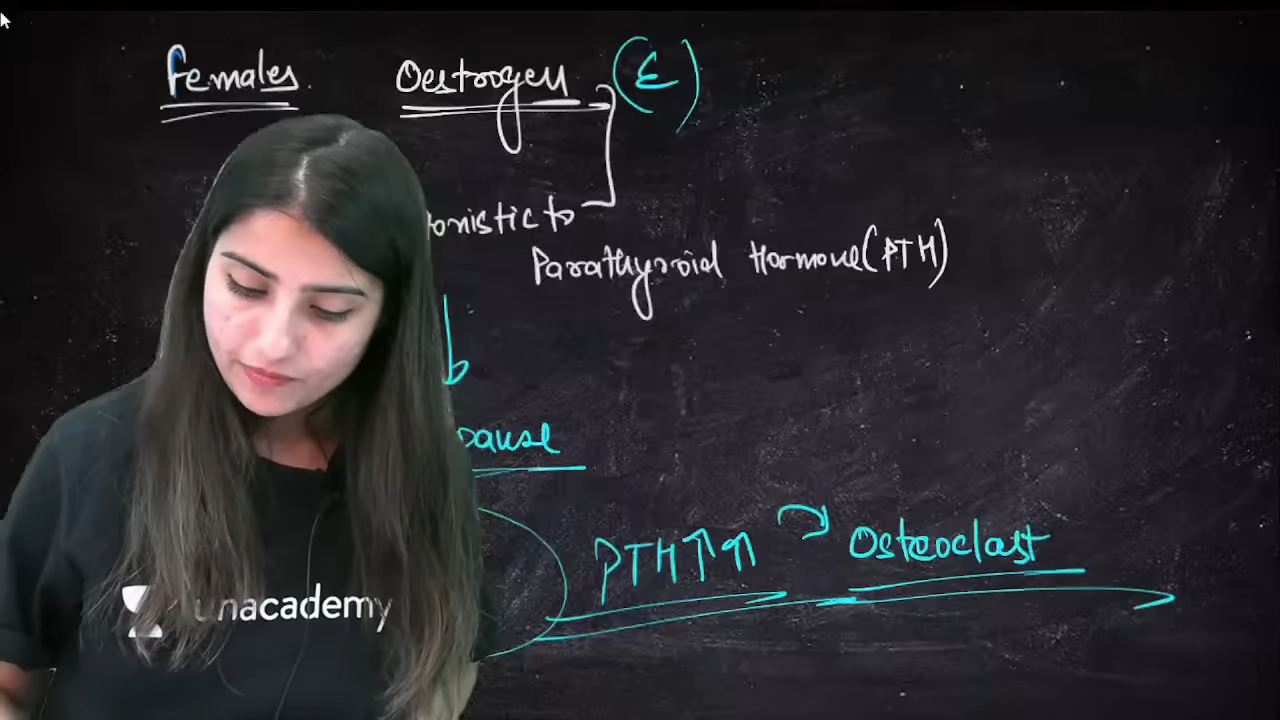 Females Oestrogen (E)
onistic to
Parathyroid Hormone (PTH)
pause
PTH↑↑ Osteoclast
unacademy